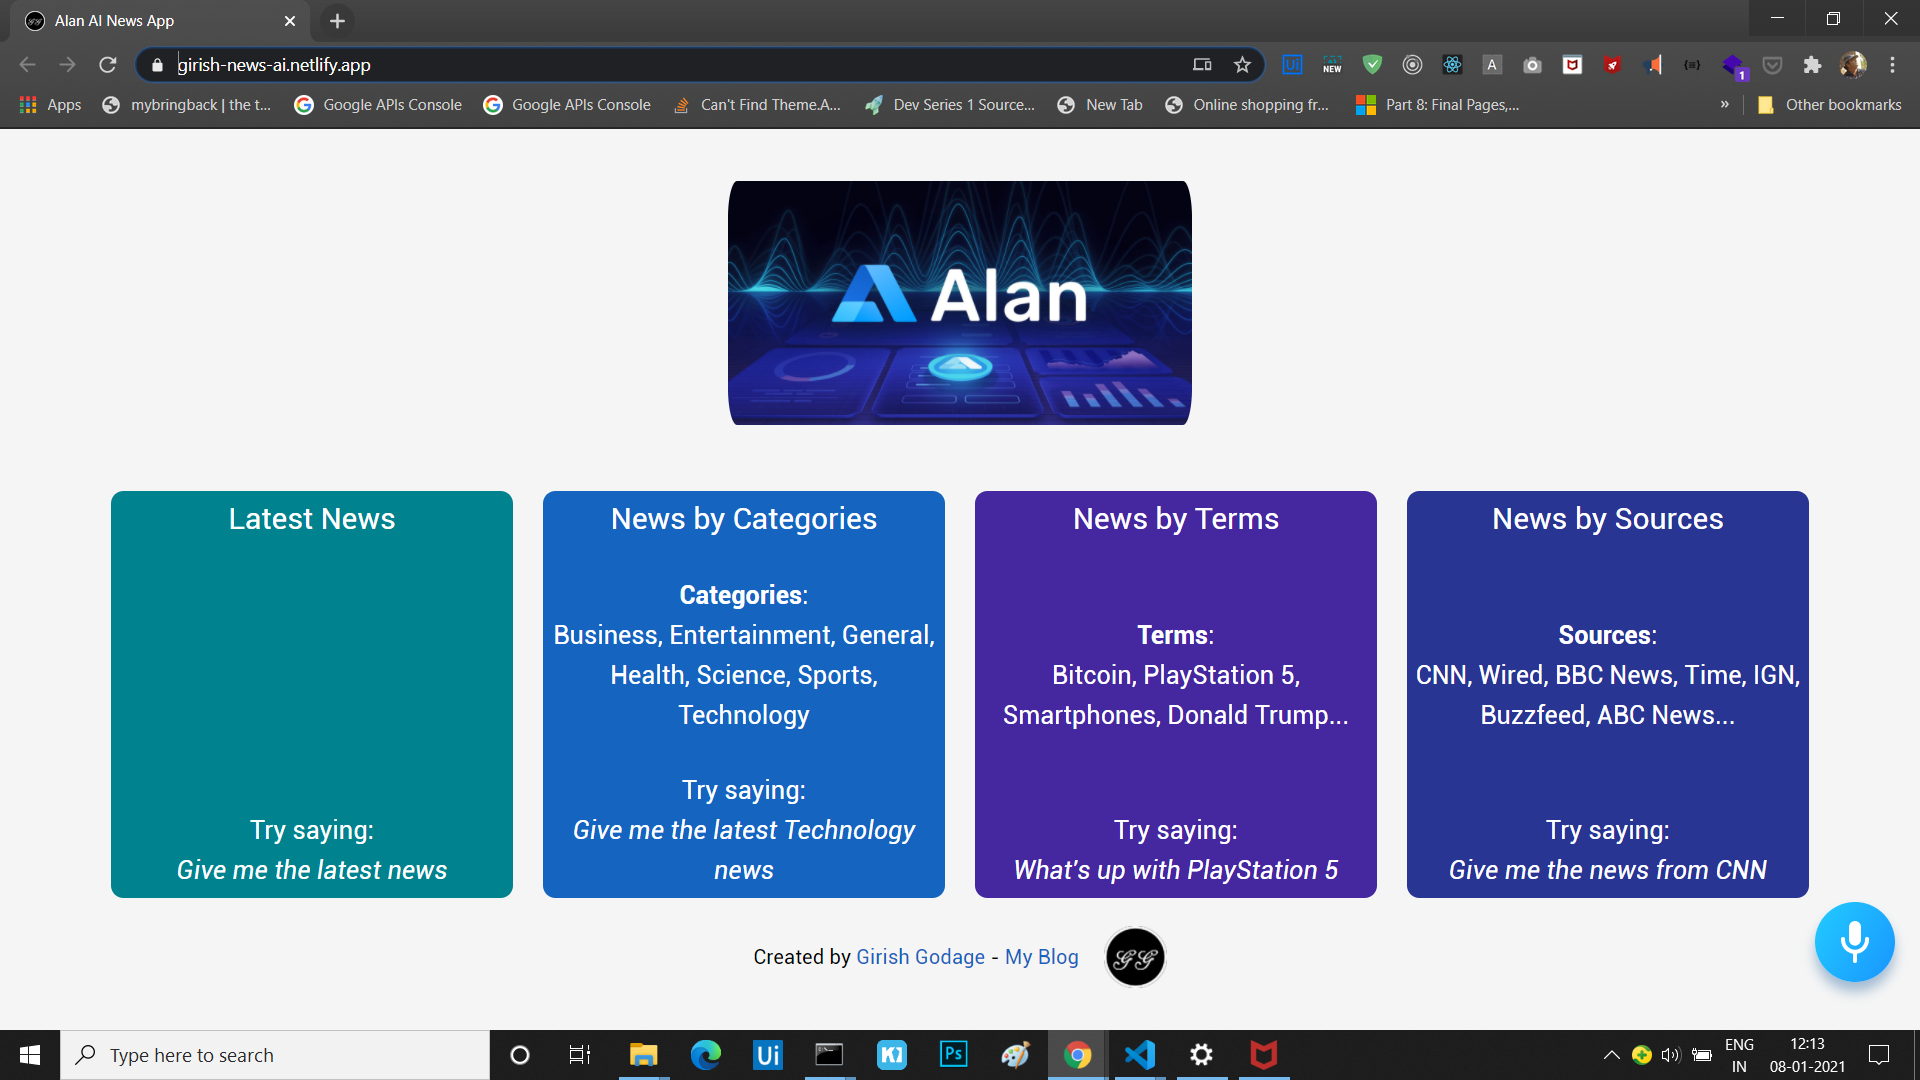 Alan AI News App
girish-news-ai.netlify.app
Ui
NEW
A
1
Apps
mybringback | the t...
Google APIs Console
Google APIs Console
Can't Find Theme.A...
Dev Series 1 Source...
New Tab
Online shopping fr...
Part 8: Final Pages,...
»
Other bookmarks
Alan
Latest News
Try saying:
Give me the latest news
News by Categories
Categories:
Business, Entertainment, General,
Health, Science, Sports,
Technology
Try saying:
Give me the latest Technology
news
News by Terms
Terms:
Bitcoin, PlayStation 5,
Smartphones, Donald Trump...
Try saying:
What's up with PlayStation 5
News by Sources
Sources:
CNN, Wired, BBC News, Time, IGN,
Buzzfeed, ABC News...
Try saying:
Give me the news from CNN
Created by Girish Godage - My Blog
GG
Type here to search
Ui
K
Ps
ENG
IN
12:13
08-01-2021